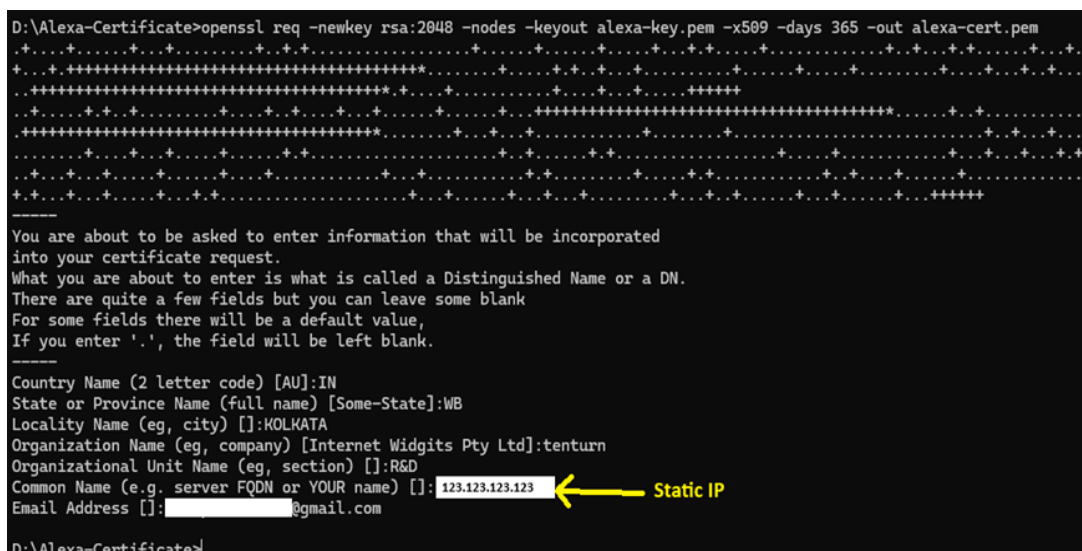 D:\Alexa-Certificate>openssl req -newkey rsa:2048 -nodes -keyout alexa-key.pem -x509 -days 365 -out alexa-cert.pem
-----
You are about to be asked to enter information that will be incorporated
into your certificate request.
What you are about to enter is what is called a Distinguished Name or a DN.
There are quite a few fields but you can leave some blank
For some fields there will be a default value,
If you enter '.', the field will be left blank.
-----
Country Name (2 letter code) [AU]:IN
State or Province Name (full name) [Some-State]:WB
Locality Name (eg, city) []:KOLKATA
Organization Name (eg, company) [Internet Widgits Pty Ltd]:tenturn
Organizational Unit Name (eg, section) []:R&D
Common Name (e.g. server FQDN or YOUR name) []: 123.123.123.123 Static IP
Email Address []: @gmail.com
D:\Alexa-Certificate>